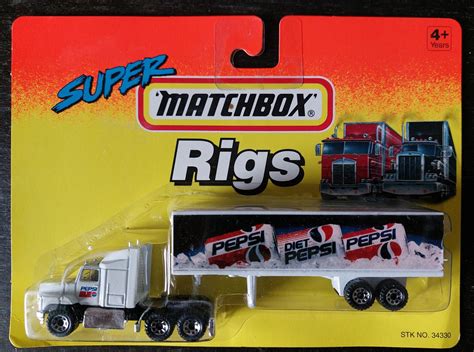 4+
Years
SUPER
MATCHBOX®
Rigs
PEPSI
DIET
PEPSI
PEPSI
PEPSI
STK NO. 34330